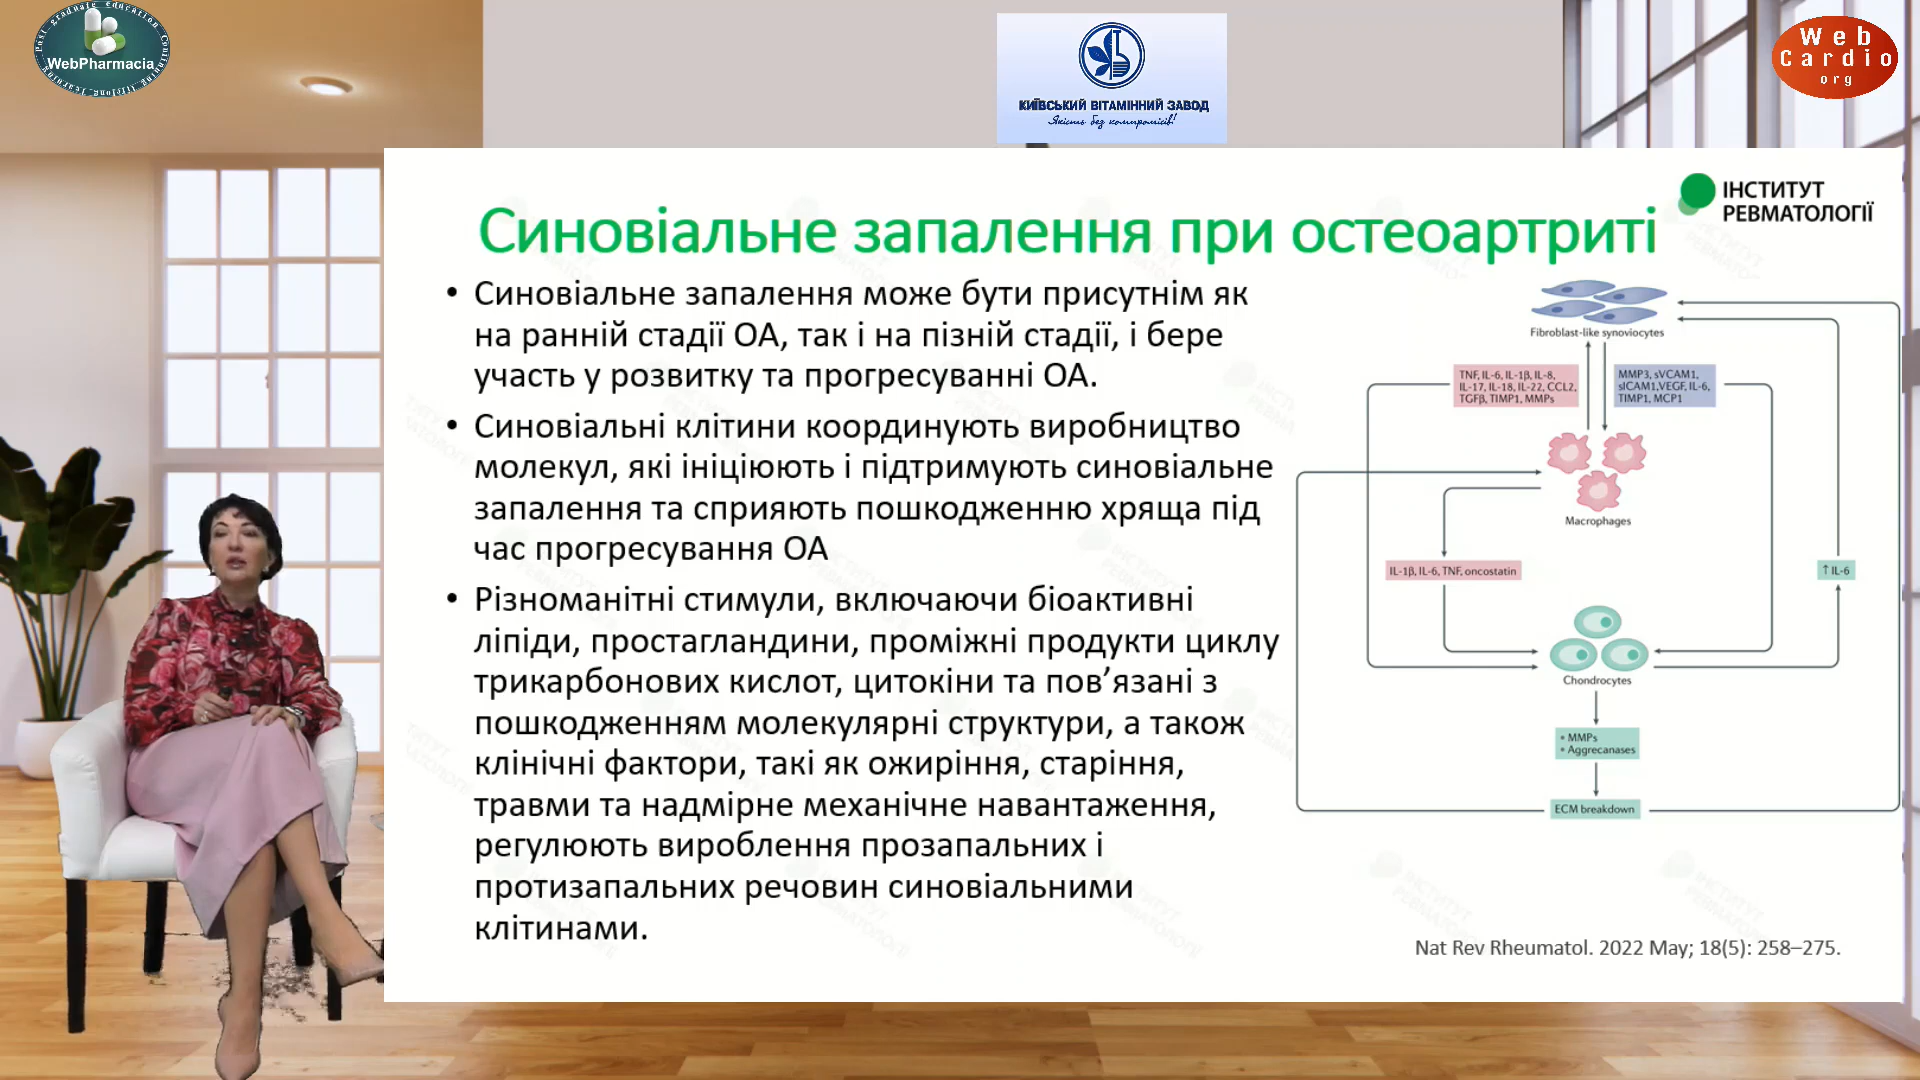 Post-graduate education. Continuing lifelong learning.
WebPharmacia
КИЇВСЬКИЙ ВІТАМІННИЙ ЗАВОД
Якість без компромісів!
Web
Cardio
org
ІНСТИТУТ
РЕВМАТОЛОГІЇ
Синовіальне запалення при остеоартриті
• Синовіальне запалення може бути присутнім як
на ранній стадії ОА, так і на пізній стадії, і бере
участь у розвитку та прогресуванні ОА.
• Синовіальні клітини координують виробництво
молекул, які ініціюють і підтримують синовіальне
запалення та сприяють пошкодженню хряща під
час прогресування ОА
• Різноманітні стимули, включаючи біоактивні
ліпіди, простагландини, проміжні продукти циклу
трикарбонових кислот, цитокіни та пов’язані з
пошкодженням молекулярні структури, а також
клінічні фактори, такі як ожиріння, старіння,
травми та надмірне механічне навантаження,
регулюють вироблення прозапальних і
протизапальних речовин синовіальними
клітинами.
Fibroblast-like synoviocytes
TNF, IL-6, IL-1β, IL-8,
IL-17, IL-18, IL-22, CCL2,
TGFβ, TIMP1, MMPs
MMP3, sVCAM1,
sICAM1,VEGF, IL-6,
TIMP1, MCP1
Macrophages
IL-1β, IL-6, TNF, oncostatin
↑ IL-6
Chondrocytes
• MMPs
• Aggrecanases
ECM breakdown
Nat Rev Rheumatol. 2022 May; 18(5): 258–275.